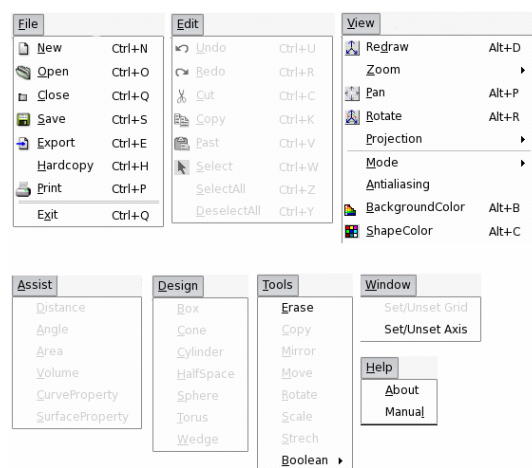 File
New Ctrl+N
Open Ctrl+O
Close Ctrl+Q
Save Ctrl+S
Export Ctrl+E
Hardcopy Ctrl+H
Print Ctrl+P
Exit Ctrl+Q
Edit
Undo Ctrl+U
Redo Ctrl+R
Cut Ctrl+C
Copy Ctrl+K
Past Ctrl+V
Select Ctrl+W
SelectAll Ctrl+Z
DeselectAll Ctrl+Y
View
Redraw Alt+D
Zoom
Pan Alt+P
Rotate Alt+R
Projection
Mode
Antialiasing
BackgroundColor Alt+B
ShapeColor Alt+C
Assist
Distance
Angle
Area
Volume
CurveProperty
SurfaceProperty
Design
Box
Cone
Cylinder
HalfSpace
Sphere
Torus
Wedge
Tools
Erase
Copy
Mirror
Move
Rotate
Scale
Strech
Boolean
Window
Set/Unset Grid
Set/Unset Axis
Help
About
Manual